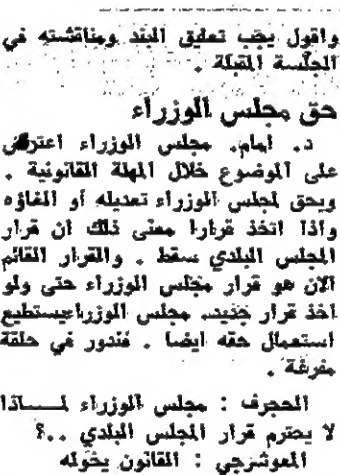 واقول يجب تعليق البند ومناقشته في
الجلسة المقبلة .
حق مجلس الوزراء
د. امام. مجلس الوزراء اعترض
على الموضوع خلال المهلة القانونية .
ويحق لمجلس الوزراء تعديله أو الغاؤه
واذا اتخذ قرارا معنى ذلك ان قرار
المجلس البلدي سقط . والقرار القائم
الان هو قرار مجلس الوزراء حتى ولو
اخذ قرار جديد. مجلس الوزراء يستطيع
استعمال حقه ايضا . فندور في حلقة
مفرغة .
الحجرف : مجلس الوزراء لمــاذا
لا يحترم قرار المجلس البلدي ..؟
الموشرجي : القانون يخوله